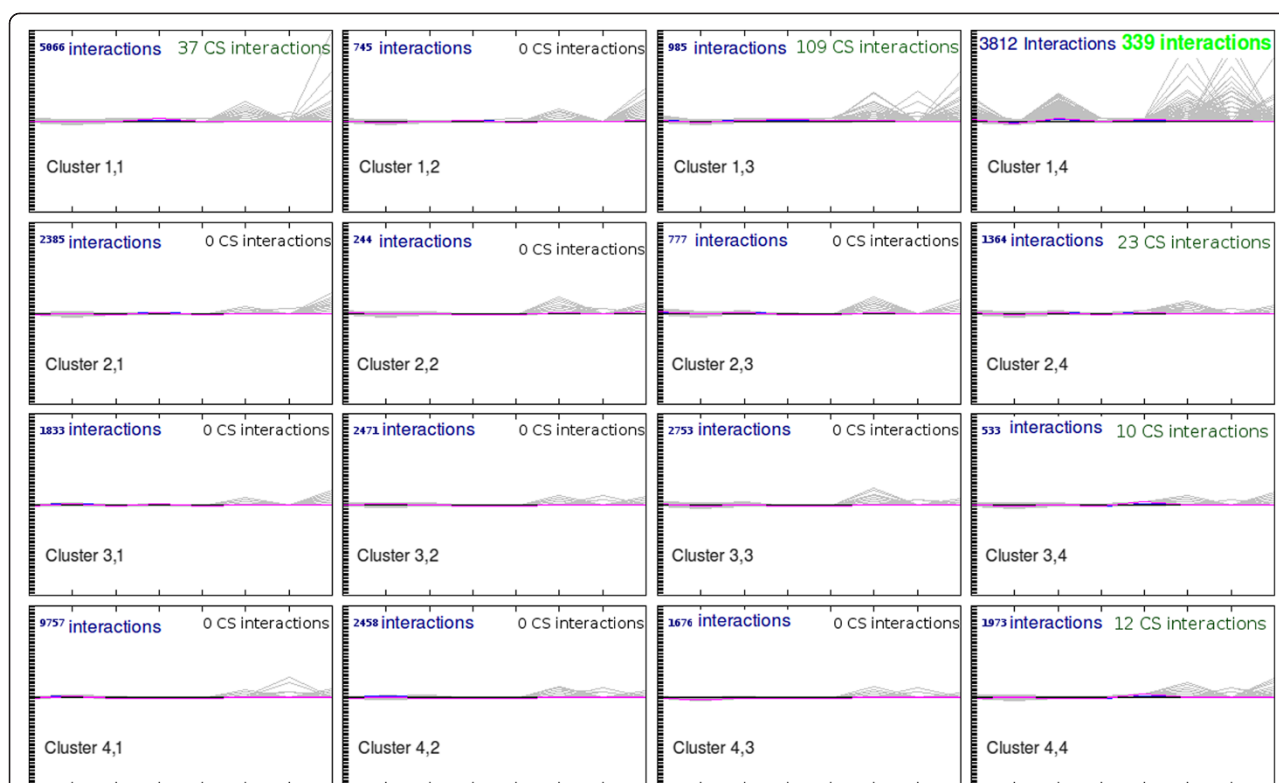 5066 interactions 37 CS interactions
745 interactions 0 CS interactions
985 interactions 109 CS interactions
3812 Interactions 339 interactions
Cluster 1,1
Cluster 1,2
Cluster 1,3
Cluster 1,4
2385 interactions 0 CS interactions
244 interactions 0 CS interactions
777 interactions 0 CS interactions
1364 interactions 23 CS interactions
Cluster 2,1
Cluster 2,2
Cluster 2,3
Cluster 2,4
1833 interactions 0 CS interactions
2471 interactions 0 CS interactions
2753 interactions 0 CS interactions
533 interactions 10 CS interactions
Cluster 3,1
Cluster 3,2
Cluster 3,3
Cluster 3,4
9757 interactions 0 CS interactions
2458 interactions 0 CS interactions
1676 interactions 0 CS interactions
1973 interactions 12 CS interactions
Cluster 4,1
Cluster 4,2
Cluster 4,3
Cluster 4,4